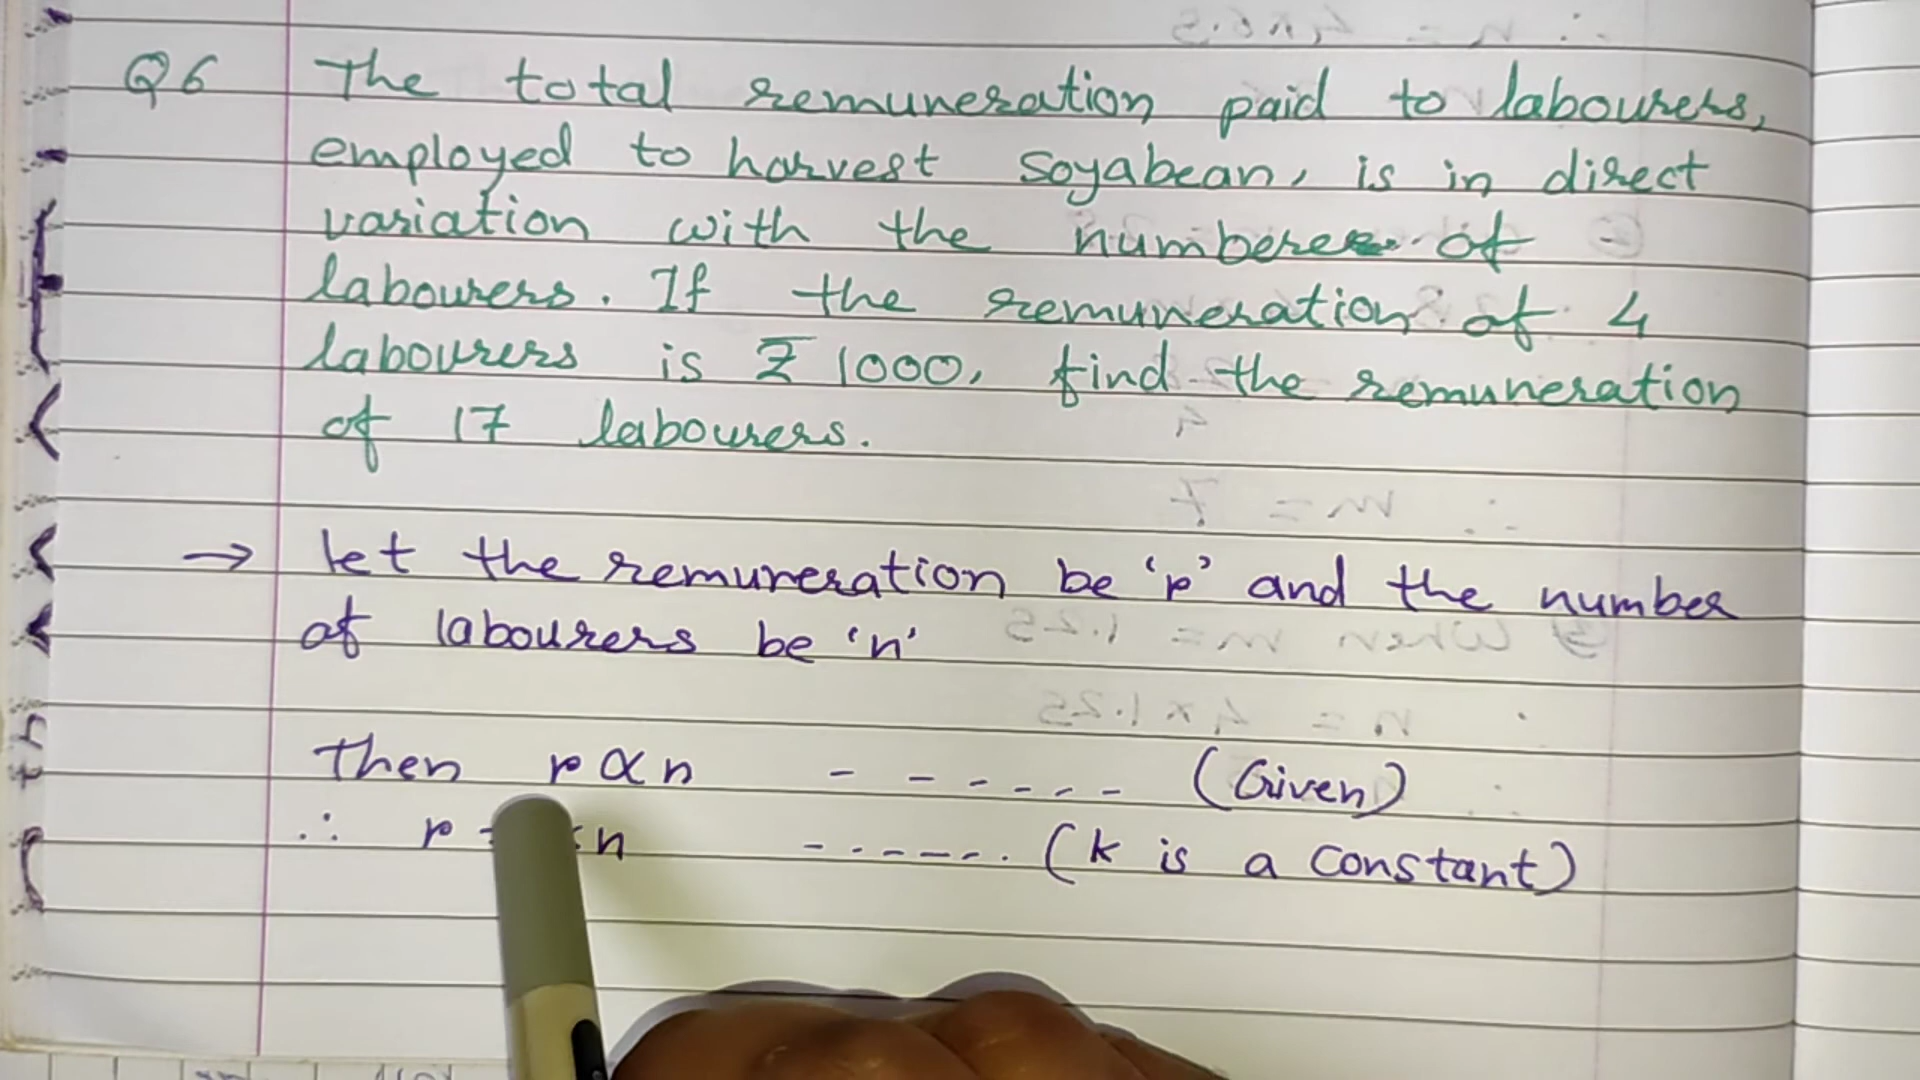 Q6 The total remuneration paid to labourers,
employed to harvest soyabean, is in direct
variation with the number of
labourers. If the remuneration of 4
labourers is ₹ 1000, find the remuneration
of 17 labourers.
→ let the remuneration be 'r' and the number
of labourers be 'n'
Then r ∝ n - - - - - - (Given)
∴ r n - - - - - - (k is a constant)